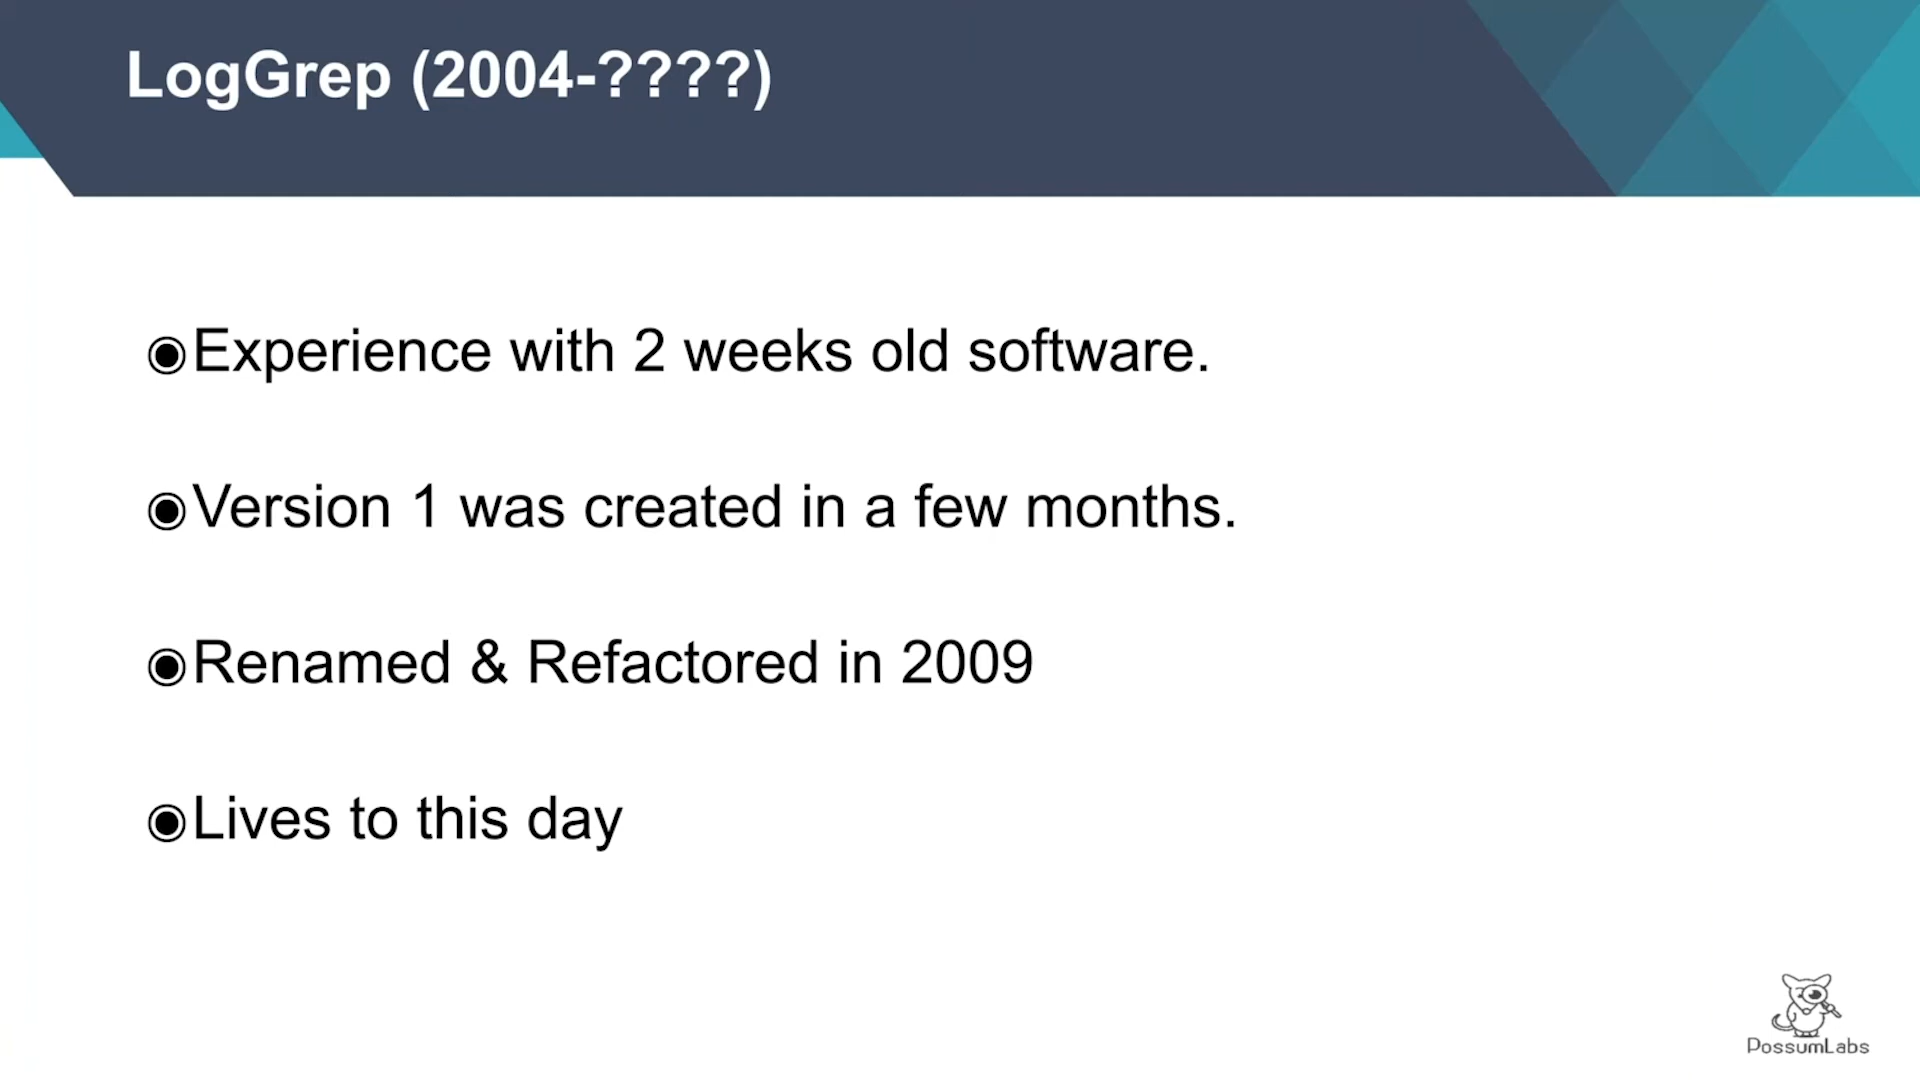 LogGrep (2004-????)
◉Experience with 2 weeks old software.
◉Version 1 was created in a few months.
◉Renamed & Refactored in 2009
◉Lives to this day
PossumLabs